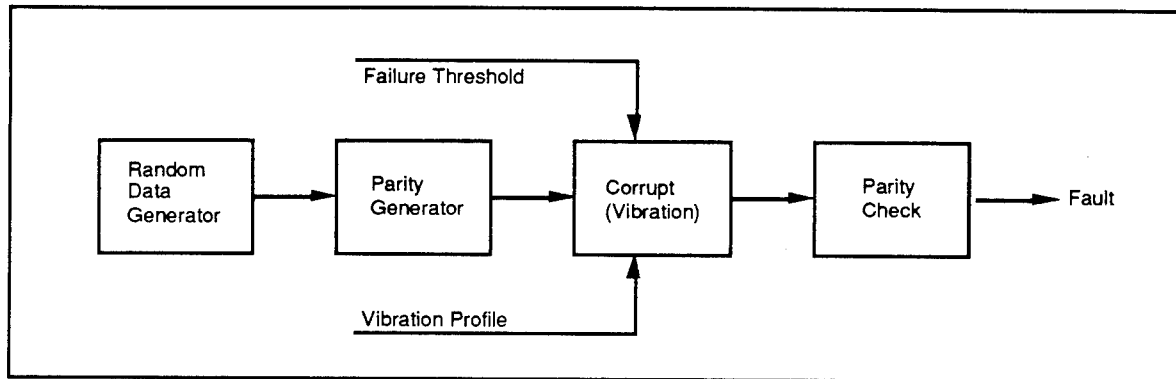 Failure Threshold
Random
Data
Generator
Parity
Generator
Corrupt
(Vibration)
Parity
Check
Fault
Vibration Profile